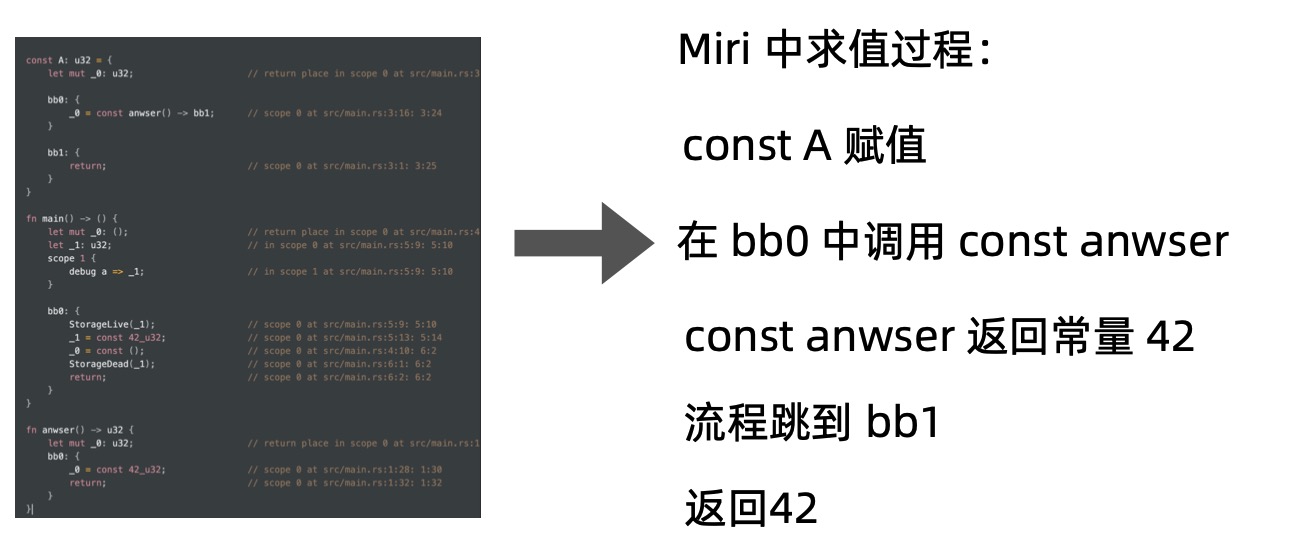 const A: u32 = {
let mut _0: u32; // return place in scope 0 at src/main.rs:3
bb0: {
_0 = const anwser() -> bb1; // scope 0 at src/main.rs:3:16: 3:24
}
bb1: {
return; // scope 0 at src/main.rs:3:1: 3:25
}
}
fn main() -> () {
let mut _0: (); // return place in scope 0 at src/main.rs:4
let _1: u32; // in scope 0 at src/main.rs:5:9: 5:10
scope 1 {
debug a => _1; // in scope 1 at src/main.rs:5:9: 5:10
}
bb0: {
StorageLive(_1); // scope 0 at src/main.rs:5:9: 5:10
_1 = const 42_u32; // scope 0 at src/main.rs:5:13: 5:14
_0 = const (); // scope 0 at src/main.rs:4:10: 6:2
StorageDead(_1); // scope 0 at src/main.rs:6:1: 6:2
return; // scope 0 at src/main.rs:6:2: 6:2
}
}
fn anwser() -> u32 {
let mut _0: u32; // return place in scope 0 at src/main.rs:1
bb0: {
_0 = const 42_u32; // scope 0 at src/main.rs:1:28: 1:30
return; // scope 0 at src/main.rs:1:32: 1:32
}
}
Miri 中求值过程：
const A 赋值
在 bb0 中调用 const anwser
const anwser 返回常量 42
流程跳到 bb1
返回42